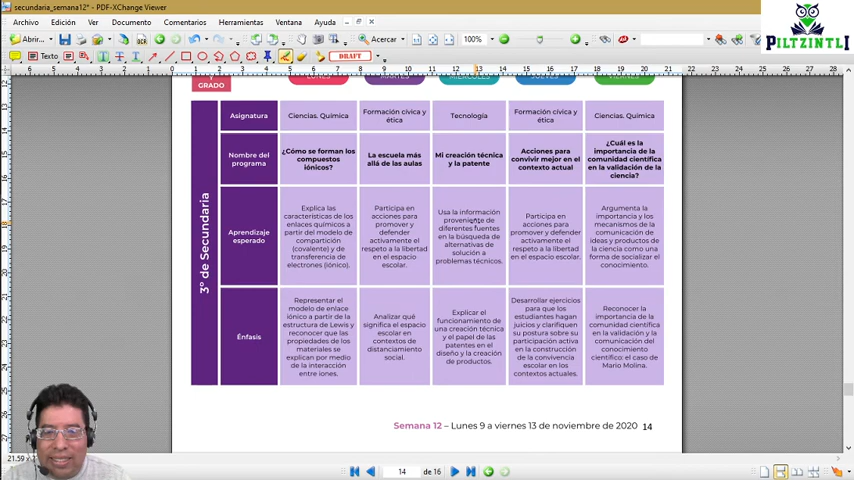 secundaria_semana12° - PDF-XChange Viewer
Archivo Edición Ver Documento Comentarios Herramientas Ventana Ayuda
PILTZINTLI
Abrir... OCR Acercar 100%
Texto DRAFT
GRADO LUNES MARTES MIÉRCOLES JUEVES VIERNES
3° de Secundaria
Asignatura
Ciencias. Química
Formación cívica y
ética
Tecnología
Formación cívica y
ética
Ciencias. Química
Nombre del
programa
¿Cómo se forman los
compuestos
iónicos?
La escuela más
allá de las aulas
Mi creación técnica
y la patente
Acciones para
convivir mejor en el
contexto actual
¿Cuál es la
importancia de la
comunidad científica
en la validación de la
ciencia?
Aprendizaje
esperado
Explica las
características de los
enlaces químicos a
partir del modelo de
compartición
(covalente) y de
transferencia de
electrones (iónico).
Participa en
acciones para
promover y
defender
activamente el
respeto a la libertad
en el espacio
escolar.
Usa la información
proveniente de
diferentes fuentes
en la búsqueda de
alternativas de
solución a
problemas técnicos.
Participa en
acciones para
promover y defender
activamente el
respeto a la libertad
en el espacio escolar.
Argumenta la
importancia y los
mecanismos de la
comunicación de
ideas y productos de
la ciencia como una
forma de socializar el
conocimiento.
Énfasis
Representar el
modelo de enlace
iónico a partir de la
estructura de Lewis y
reconocer que las
propiedades de los
materiales se
explican por medio
de la interacción
entre iones.
Analizar qué
significa el espacio
escolar en
contextos de
distanciamiento
social.
Explicar el
funcionamiento de
una creación técnica
y el papel de las
patentes en el
diseño y la creación
de productos.
Desarrollar ejercicios
para que los
estudiantes hagan
juicios y clarifiquen
su postura sobre su
participación activa
en la construcción
de la convivencia
escolar en los
contextos actuales.
Reconocer la
importancia de la
comunidad científica
en la validación y la
comunicación del
conocimiento
científico: el caso de
Mario Molina.
Semana 12 – Lunes 9 a viernes 13 de noviembre de 2020 14
14 de 16